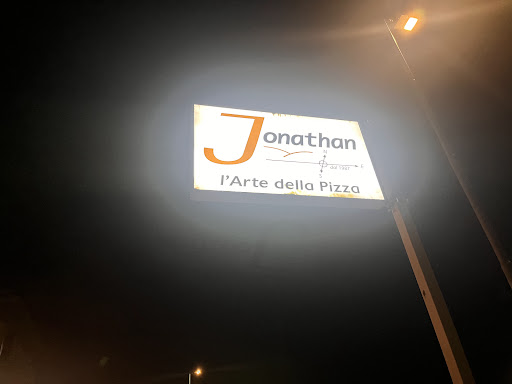 Jonathan
l'Arte della Pizza